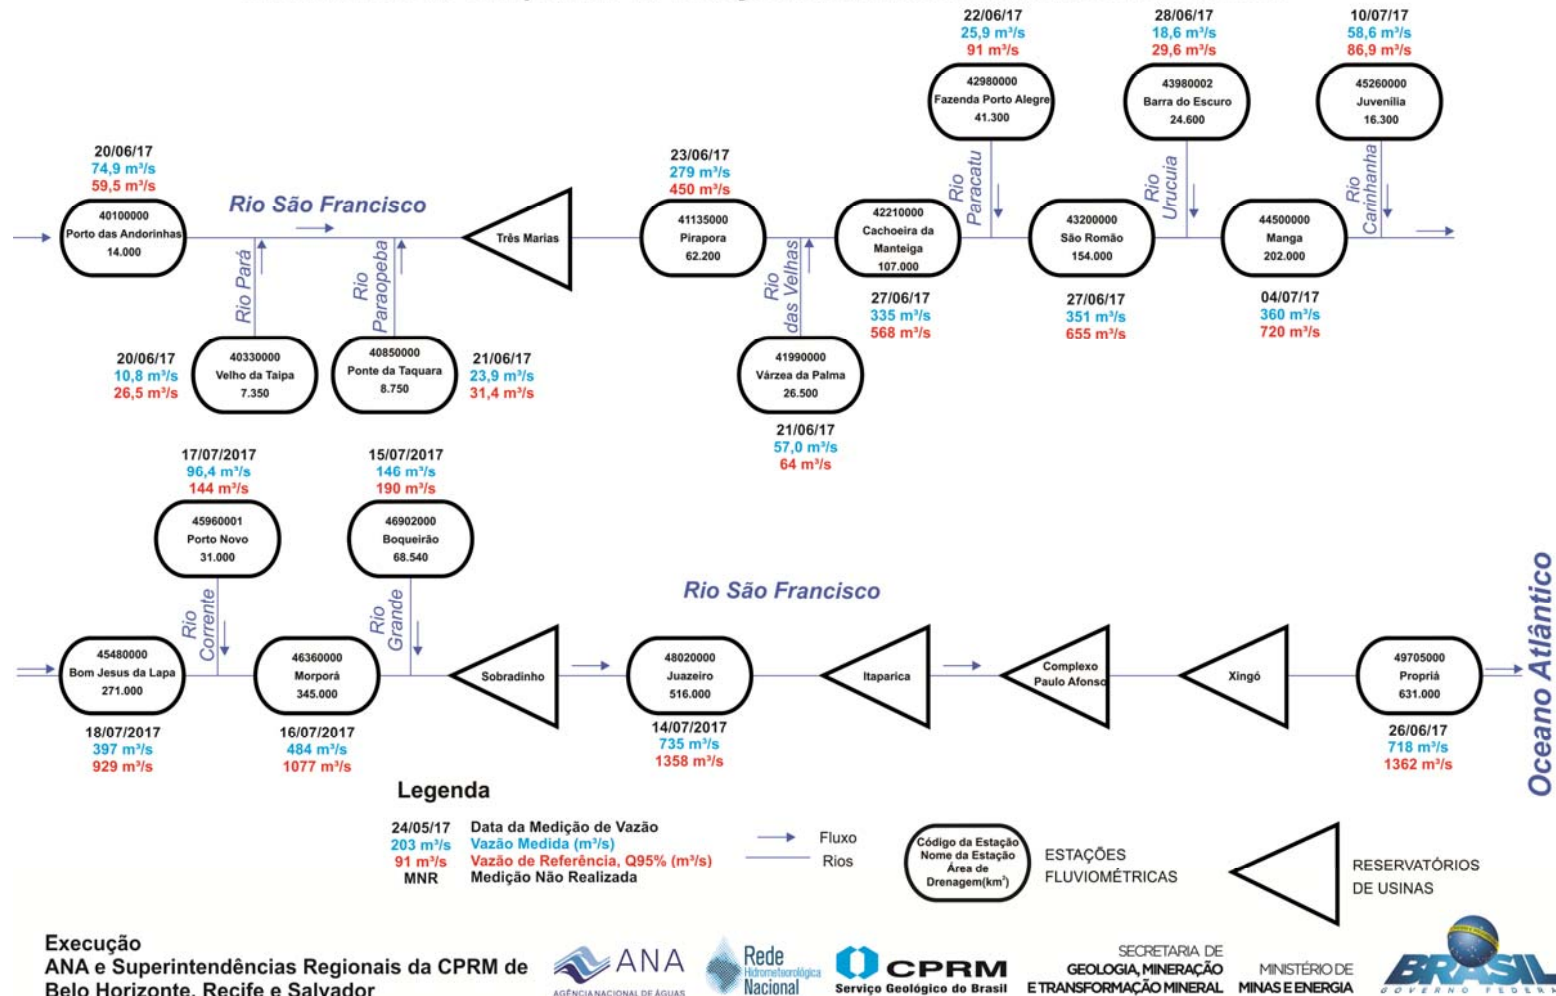 22/06/17
25,9 m³/s
91 m³/s
28/06/17
18,6 m³/s
29,6 m³/s
10/07/17
58,6 m³/s
86,9 m³/s
42980000
Fazenda Porto Alegre
41.300
43980002
Barra do Escuro
24.600
45260000
Juvenília
16.300
20/06/17
74,9 m³/s
59,5 m³/s
23/06/17
279 m³/s
450 m³/s
Rio
Paracatu
Rio
Urucuia
Rio
Carinhanha
Rio São Francisco
40100000
Porto das Andorinhas
14.000
Três Marias
41135000
Pirapora
62.200
42210000
Cachoeira da
Manteiga
107.000
43200000
São Romão
154.000
44500000
Manga
202.000
Rio Pará
Rio
Paraopeba
Rio
das Velhas
27/06/17
335 m³/s
568 m³/s
27/06/17
351 m³/s
655 m³/s
04/07/17
360 m³/s
720 m³/s
20/06/17
10,8 m³/s
26,5 m³/s
40330000
Velho da Taipa
7.350
40850000
Ponte da Taquara
8.750
21/06/17
23,9 m³/s
31,4 m³/s
41990000
Várzea da Palma
26.500
21/06/17
57,0 m³/s
64 m³/s
17/07/2017
96,4 m³/s
144 m³/s
15/07/2017
146 m³/s
190 m³/s
45960001
Porto Novo
31.000
46902000
Boqueirão
68.540
Rio
Corrente
Rio
Grande
Rio São Francisco
Oceano Atlântico
45480000
Bom Jesus da Lapa
271.000
46360000
Morporá
345.000
Sobradinho
48020000
Juazeiro
516.000
Itaparica
Complexo
Paulo Afonso
Xingó
49705000
Propriá
631.000
18/07/2017
397 m³/s
929 m³/s
16/07/2017
484 m³/s
1077 m³/s
14/07/2017
735 m³/s
1358 m³/s
26/06/17
718 m³/s
1362 m³/s
Legenda
24/05/17 Data da Medição de Vazão
203 m³/s Vazão Medida (m³/s)
91 m³/s Vazão de Referência, Q95% (m³/s)
MNR Medição Não Realizada
Fluxo
Rios
Código da Estação
Nome da Estação
Área de
Drenagem(km²)
ESTAÇÕES
FLUVIOMÉTRICAS
RESERVATÓRIOS
DE USINAS
Execução
ANA e Superintendências Regionais da CPRM de
Belo Horizonte, Recife e Salvador
ANA
AGÊNCIA NACIONAL DE ÁGUAS
Rede
Hidrometeorológica
Nacional
CPRM
Serviço Geológico do Brasil
SECRETARIA DE
GEOLOGIA, MINERAÇÃO
E TRANSFORMAÇÃO MINERAL
MINISTÉRIO DE
MINAS E ENERGIA
BRASIL
GOVERNO FEDERAL